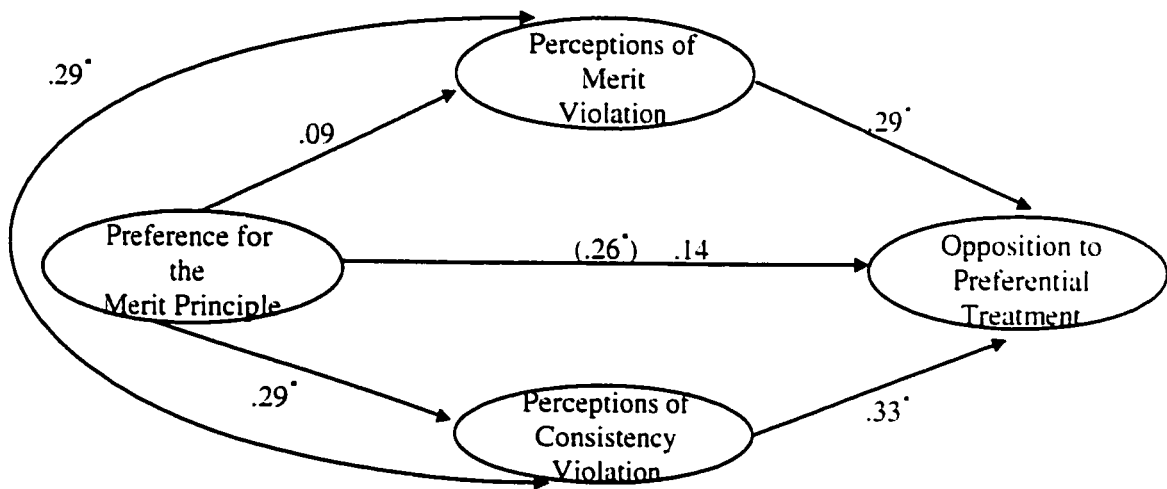 Perceptions of
Merit
Violation
.29*
.09
.29*
Preference for
the
Merit Principle
(.26*) .14
Opposition to
Preferential
Treatment
.29*
Perceptions of
Consistency
Violation
.33*